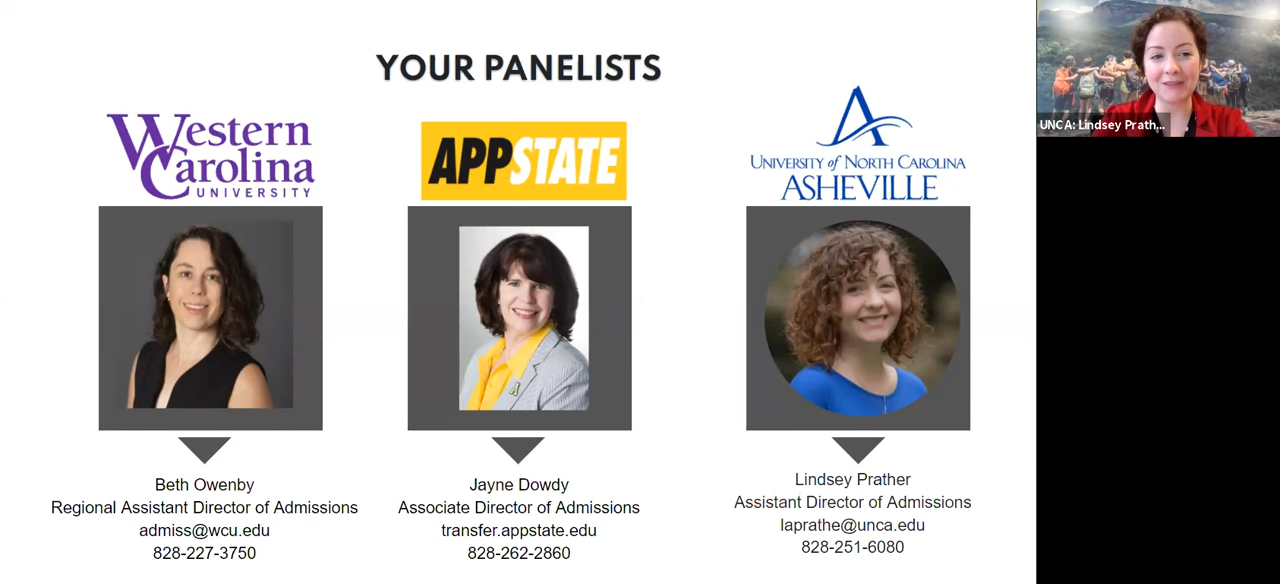 YOUR PANELISTS
WESTERN
CAROLINA
UNIVERSITY
APPSTATE
UNIVERSITY of NORTH CAROLINA
ASHEVILLE
UNCA: Lindsey Prath...
Beth Owenby
Regional Assistant Director of Admissions
admiss@wcu.edu
828-227-3750
Jayne Dowdy
Associate Director of Admissions
transfer.appstate.edu
828-262-2860
Lindsey Prather
Assistant Director of Admissions
laprathe@unca.edu
828-251-6080